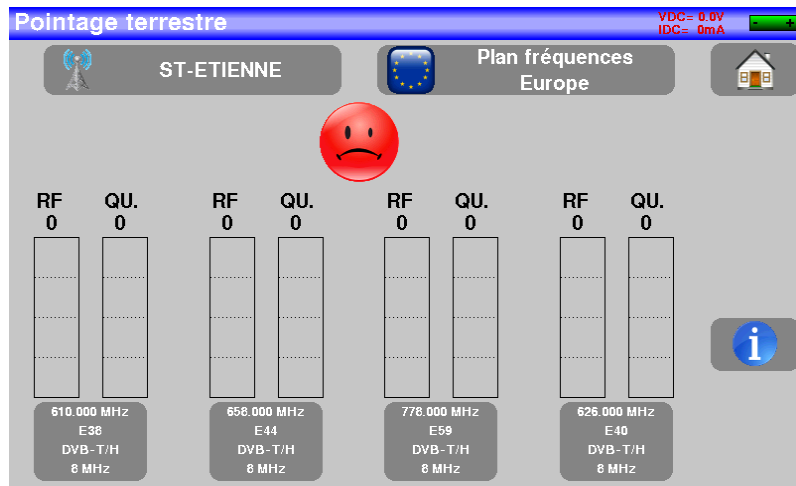 Pointage terrestre
VDC= 0.0V
IDC= 0mA
- +
ST-ETIENNE
Plan fréquences
Europe
RF QU. RF QU. RF QU. RF QU.
0 0 0 0 0 0 0 0
610.000 MHz 658.000 MHz 778.000 MHz 626.000 MHz
E38 E44 E59 E40
DVB-T/H DVB-T/H DVB-T/H DVB-T/H
8 MHz 8 MHz 8 MHz 8 MHz
i